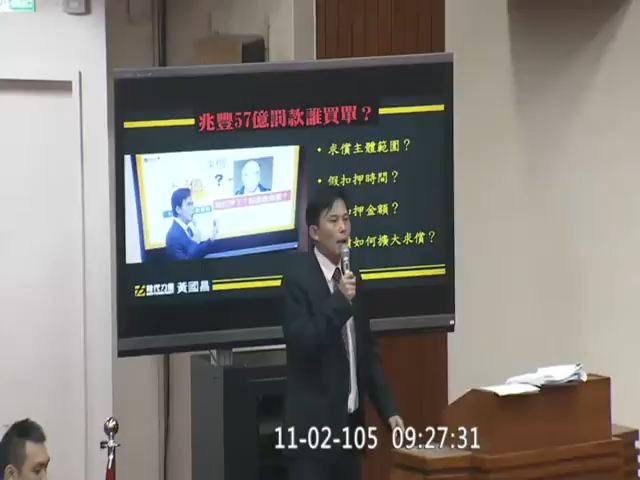 兆豐57億罰款誰買單？
• 求償主體範圍？
• 假扣押時間？
扣押金額？
如何擴大求償？
時代力量 黃國昌
11-02-105 09:27:31